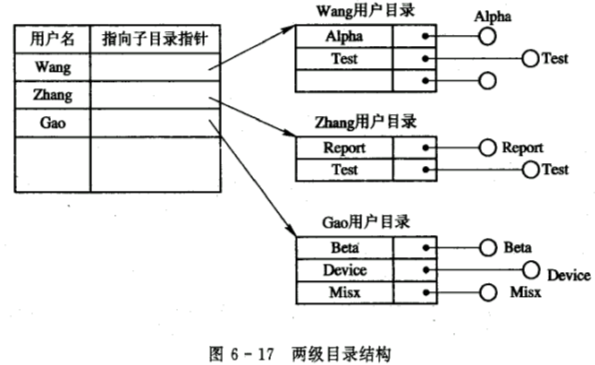 用户名 指向子目录指针
Wang
Zhang
Gao
Wang用户目录
Alpha Alpha
Test Test
Zhang用户目录
Report Report
Test Test
Gao用户目录
Beta Beta
Device Device
Misx Misx
图 6-17 两级目录结构